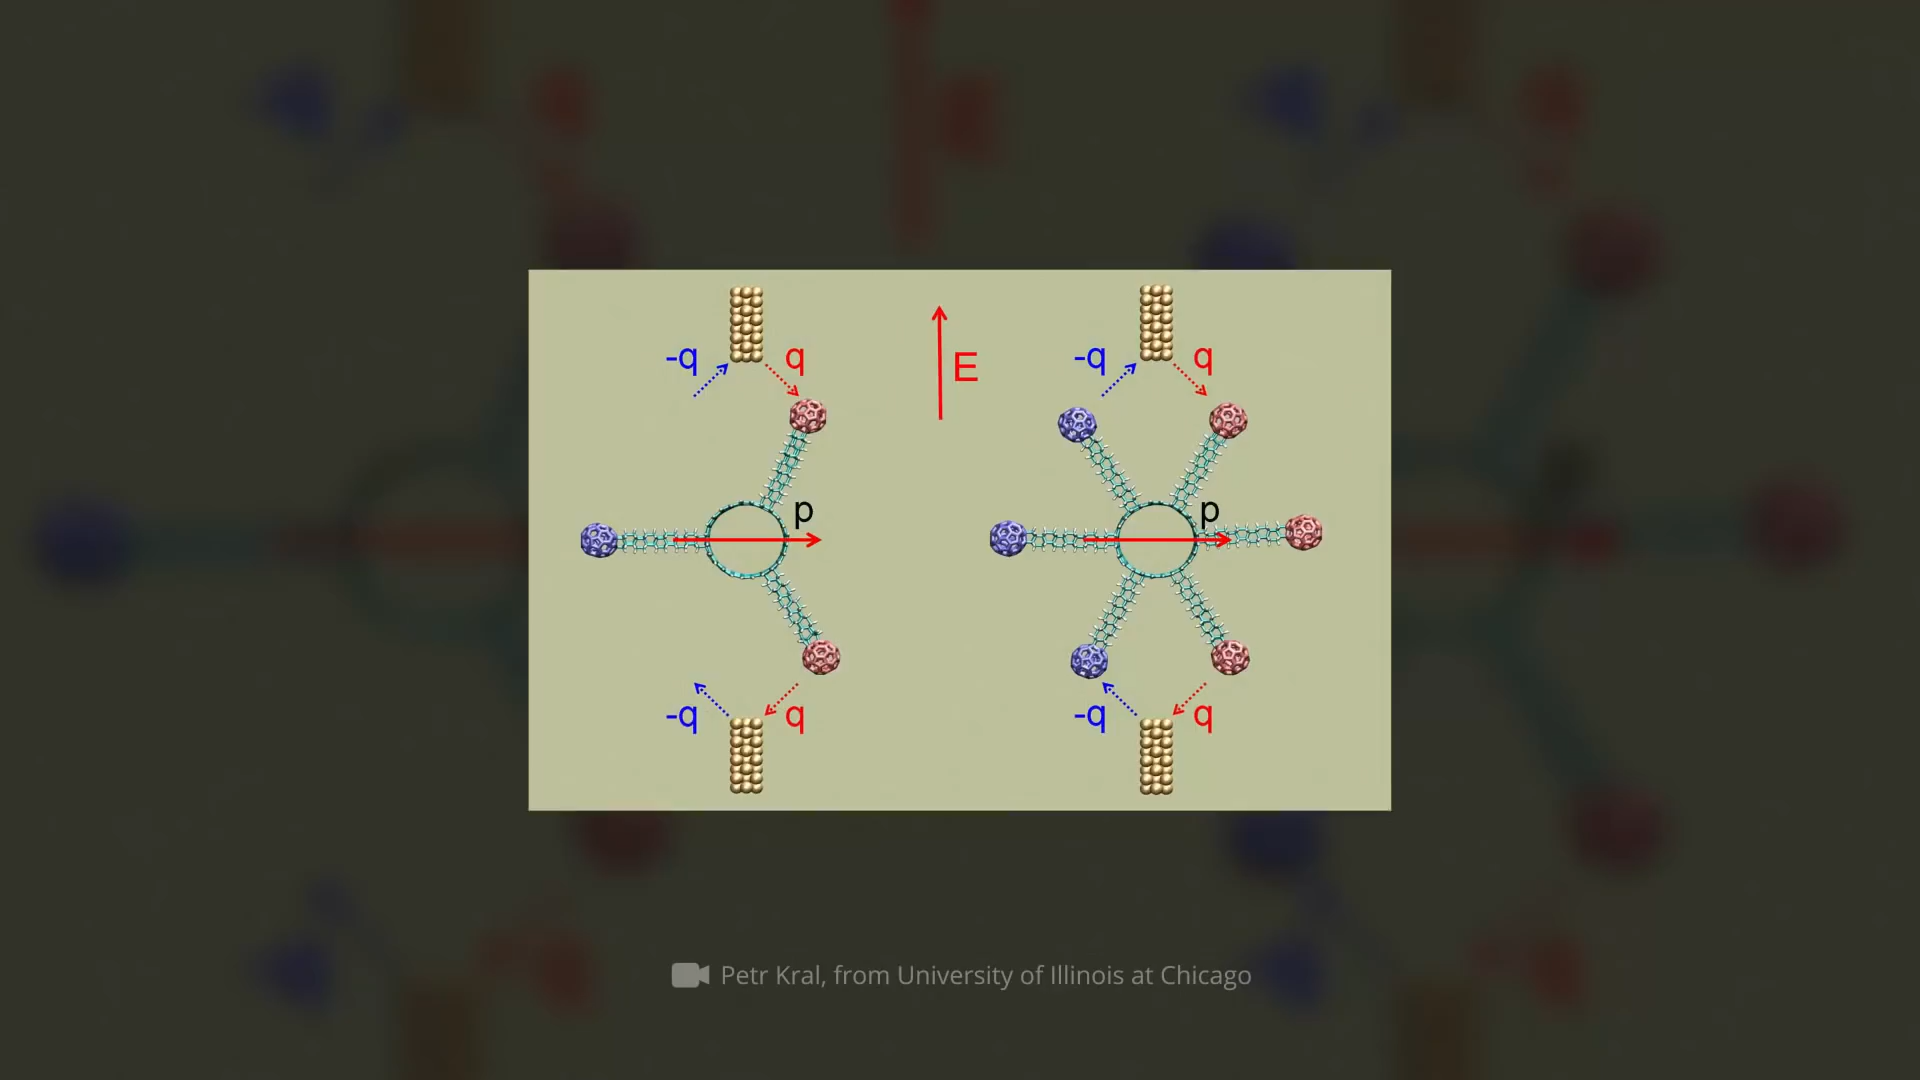 -q q E -q q
p p
-q q -q q
Petr Kral, from University of Illinois at Chicago